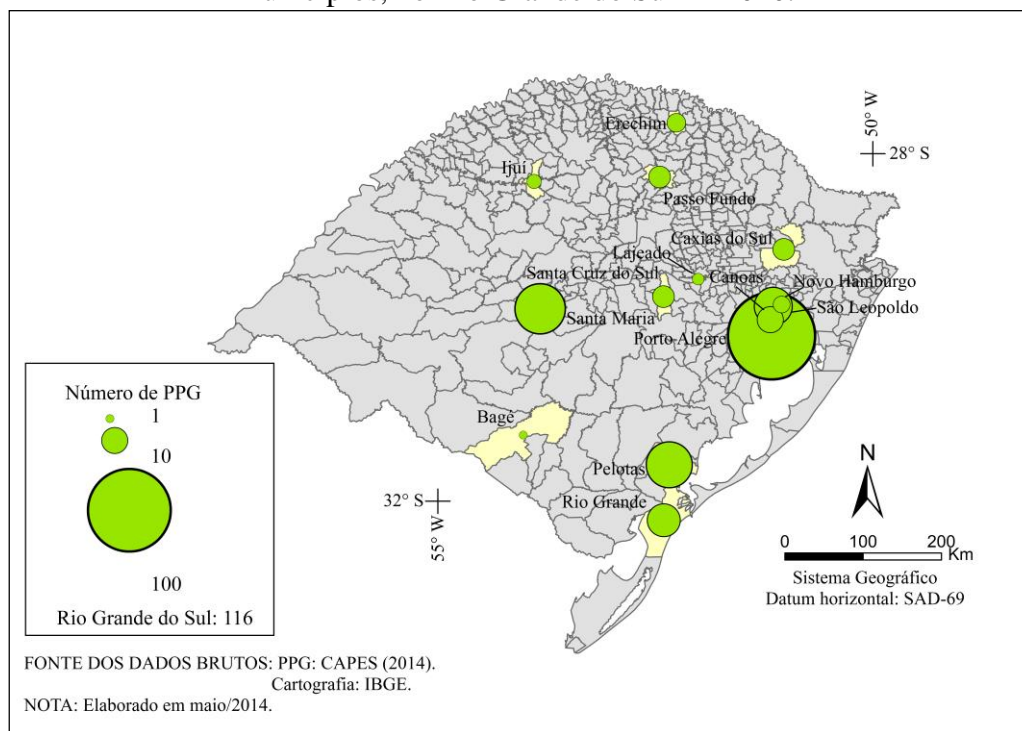 Erechim
50° W
28° S
Ijuí
Passo Fundo
Caxias do Sul
Lajeado
Santa Cruz do Sul
Canoas
Novo Hamburgo
São Leopoldo
Santa Maria
Porto Alegre
Número de PPG
1
10
100
Rio Grande do Sul: 116
Bagé
Pelotas
Rio Grande
32° S
55° W
N
0 100 200
Km
Sistema Geográfico
Datum horizontal: SAD-69
FONTE DOS DADOS BRUTOS: PPG: CAPES (2014).
Cartografia: IBGE.
NOTA: Elaborado em maio/2014.